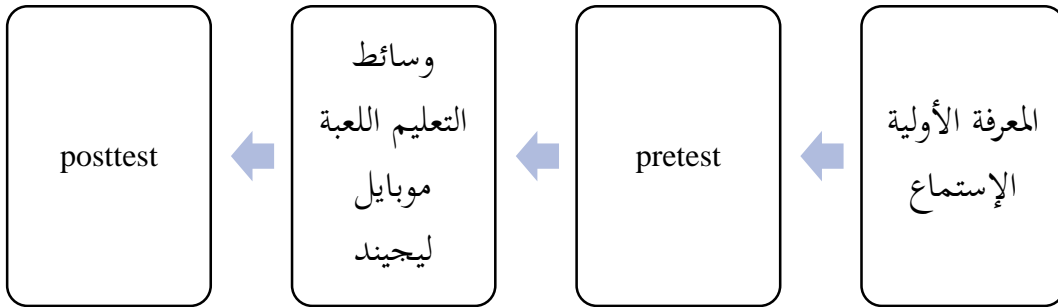 المعرفة الأولية
الإستماع
pretest
وسائط
التعليم اللعبة
موبايل
ليجيند
posttest